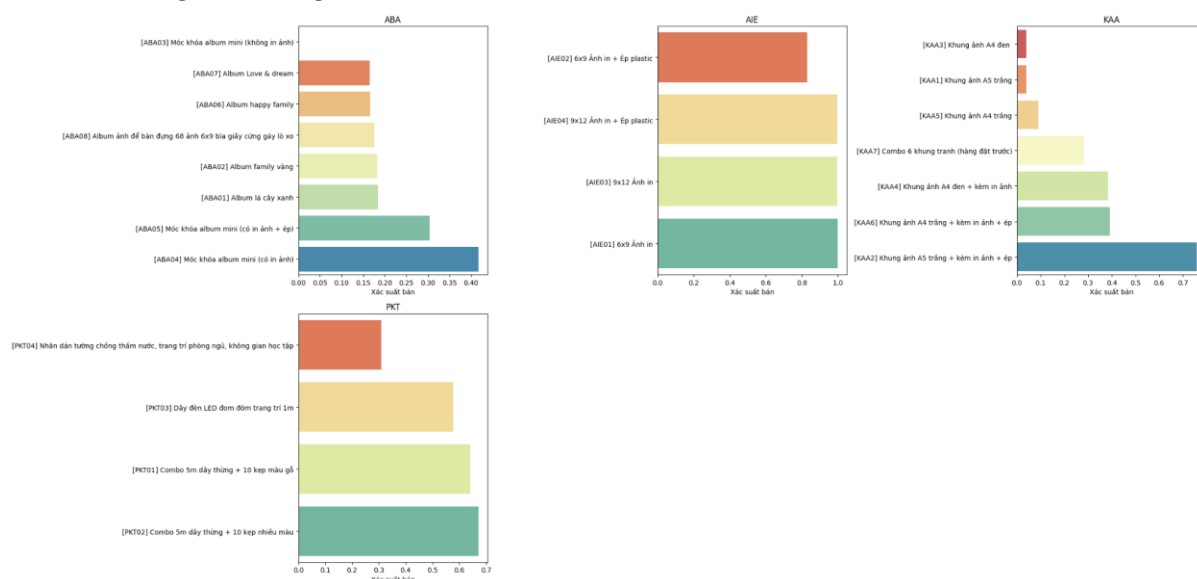 ABA
[ABA03] Móc khóa album mini (không in ảnh)
[ABA07] Album Love & dream
[ABA06] Album happy family
[ABA08] Album ảnh để bàn đựng 68 ảnh 6x9 bìa giấy cứng gáy lò xo
[ABA02] Album family vàng
[ABA01] Album lá cây xanh
[ABA05] Móc khóa album mini (có in ảnh + ép)
[ABA04] Móc khóa album mini (có in ảnh)
0.00 0.05 0.10 0.15 0.20 0.25 0.30 0.35 0.40
Xác suất bán
AIE
[AIE02] 6x9 Ảnh in + Ép plastic
[AIE04] 9x12 Ảnh in + Ép plastic
[AIE03] 9x12 Ảnh in
[AIE01] 6x9 Ảnh in
0.0 0.2 0.4 0.6 0.8 1.0
Xác suất bán
KAA
[KAA3] Khung ảnh A4 đen
[KAA1] Khung ảnh A5 trắng
[KAA5] Khung ảnh A4 trắng
[KAA7] Combo 6 khung tranh (hàng đặt trước)
[KAA4] Khung ảnh A4 đen + kèm in ảnh
[KAA6] Khung ảnh A4 trắng + kèm in ảnh + ép
[KAA2] Khung ảnh A5 trắng + kèm in ảnh + ép
0.0 0.1 0.2 0.3 0.4 0.5 0.6 0.7
Xác suất bán
PKT
[PKT04] Nhãn dán tường chống thấm nước, trang trí phòng ngủ, không gian học tập
[PKT03] Dây đèn LED đom đóm trang trí 1m
[PKT01] Combo 5m dây thừng + 10 kẹp màu gỗ
[PKT02] Combo 5m dây thừng + 10 kẹp nhiều màu
0.0 0.1 0.2 0.3 0.4 0.5 0.6 0.7
Xác suất bán